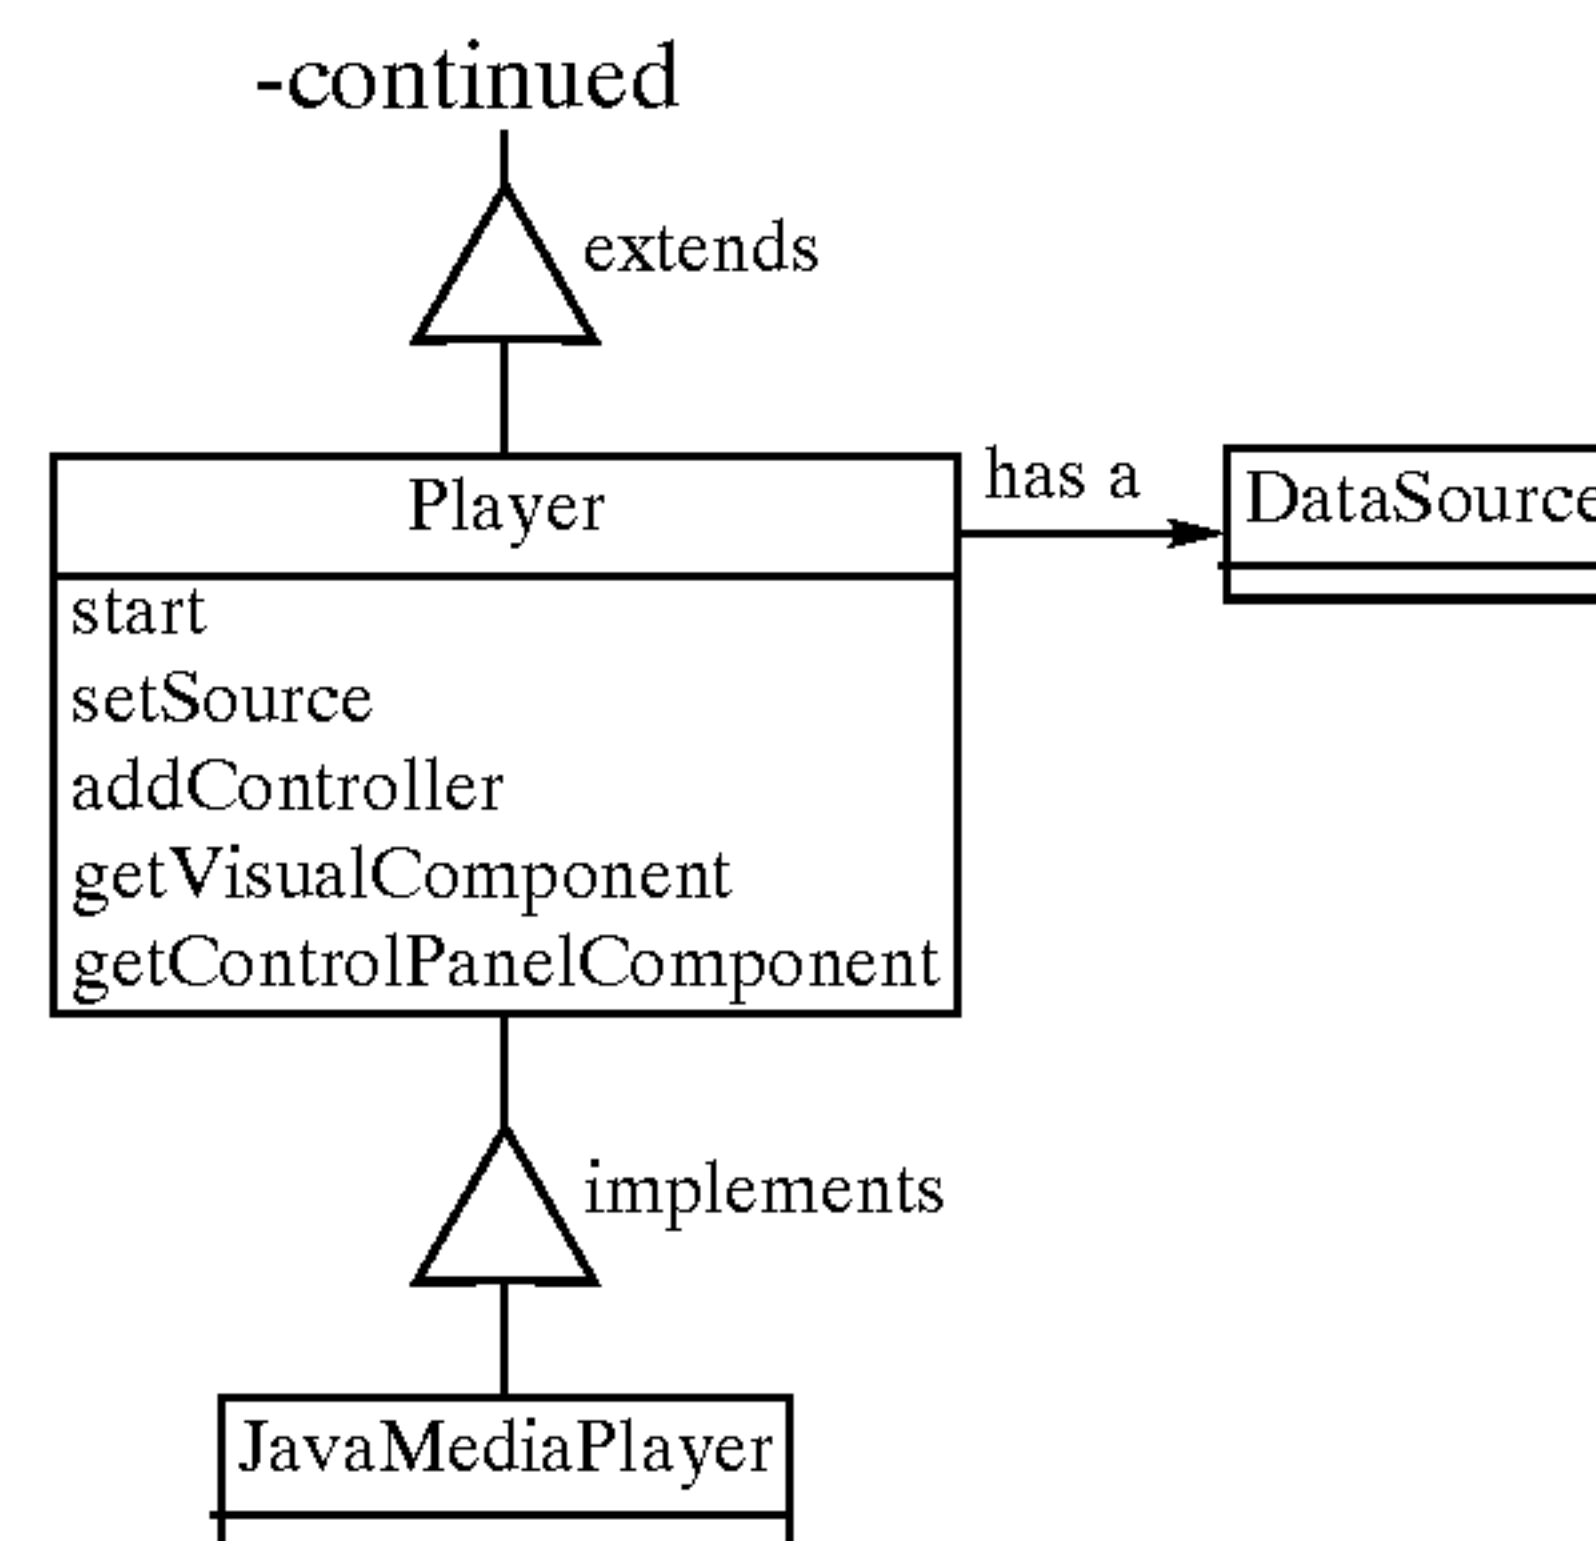 -continued
extends
has a
Player
DataSource
start
setSource
addController
getVisualComponent
getControlPanelComponent
implements
JavaMediaPlayer